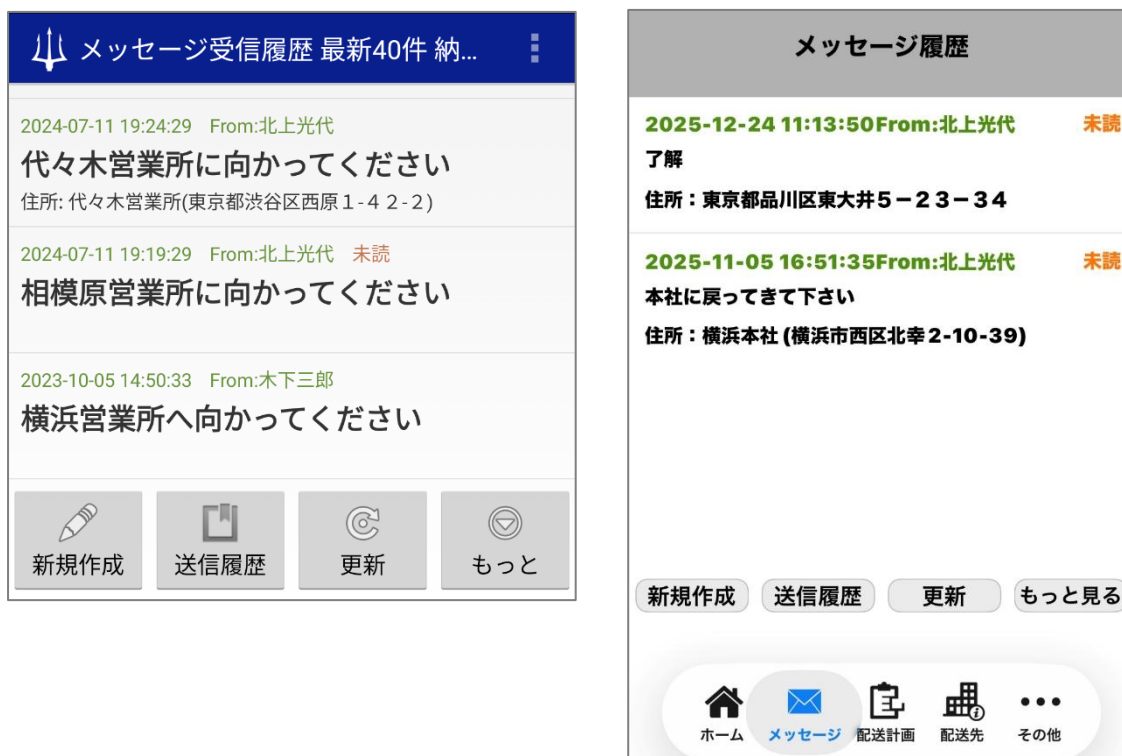 メッセージ受信履歴 最新40件 納...
2024-07-11 19:24:29 From:北上光代
代々木営業所に向かってください
住所: 代々木営業所(東京都渋谷区西原１-４２-２)
2024-07-11 19:19:29 From:北上光代 未読
相模原営業所に向かってください
2023-10-05 14:50:33 From:木下三郎
横浜営業所へ向かってください
新規作成 送信履歴 更新 もっと
メッセージ履歴
2025-12-24 11:13:50From:北上光代 未読
了解
住所：東京都品川区東大井５－２３－３４
2025-11-05 16:51:35From:北上光代 未読
本社に戻ってきて下さい
住所：横浜本社 (横浜市西区北幸2-10-39)
新規作成 送信履歴 更新 もっと見る
ホーム メッセージ 配送計画 配送先 その他